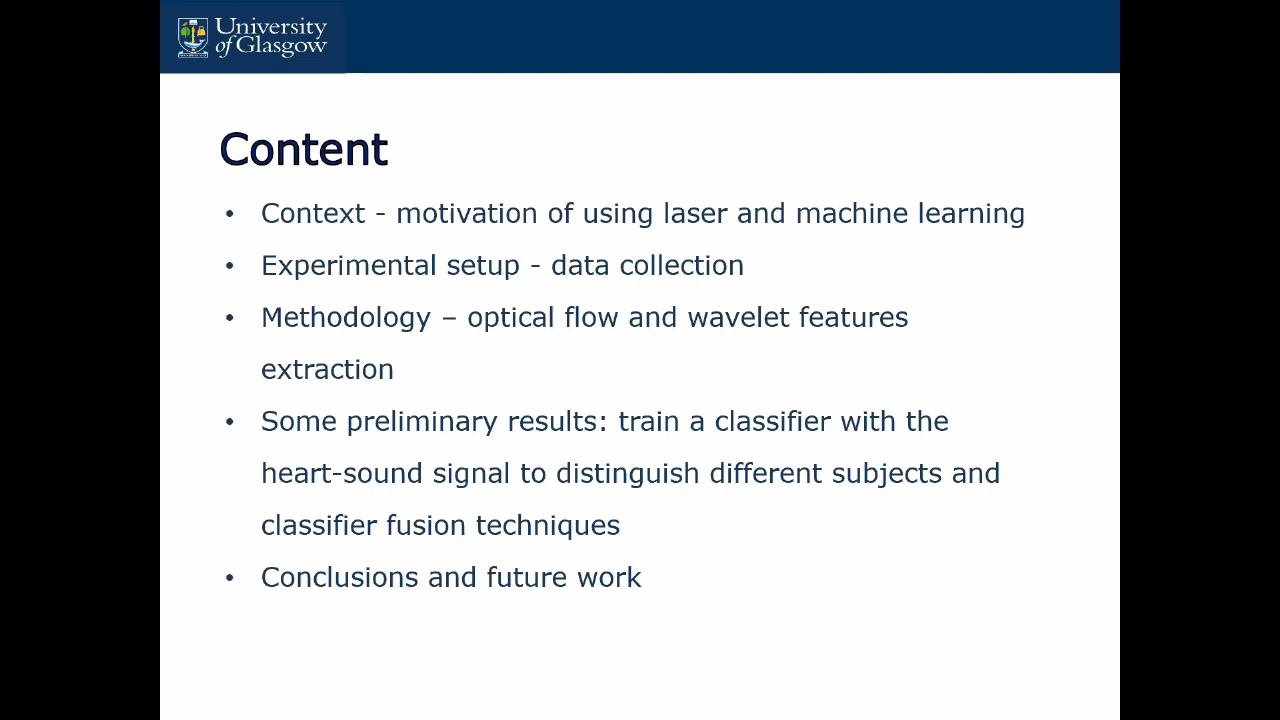 University
of Glasgow
Content
• Context - motivation of using laser and machine learning
• Experimental setup - data collection
• Methodology – optical flow and wavelet features
extraction
• Some preliminary results: train a classifier with the
heart-sound signal to distinguish different subjects and
classifier fusion techniques
• Conclusions and future work